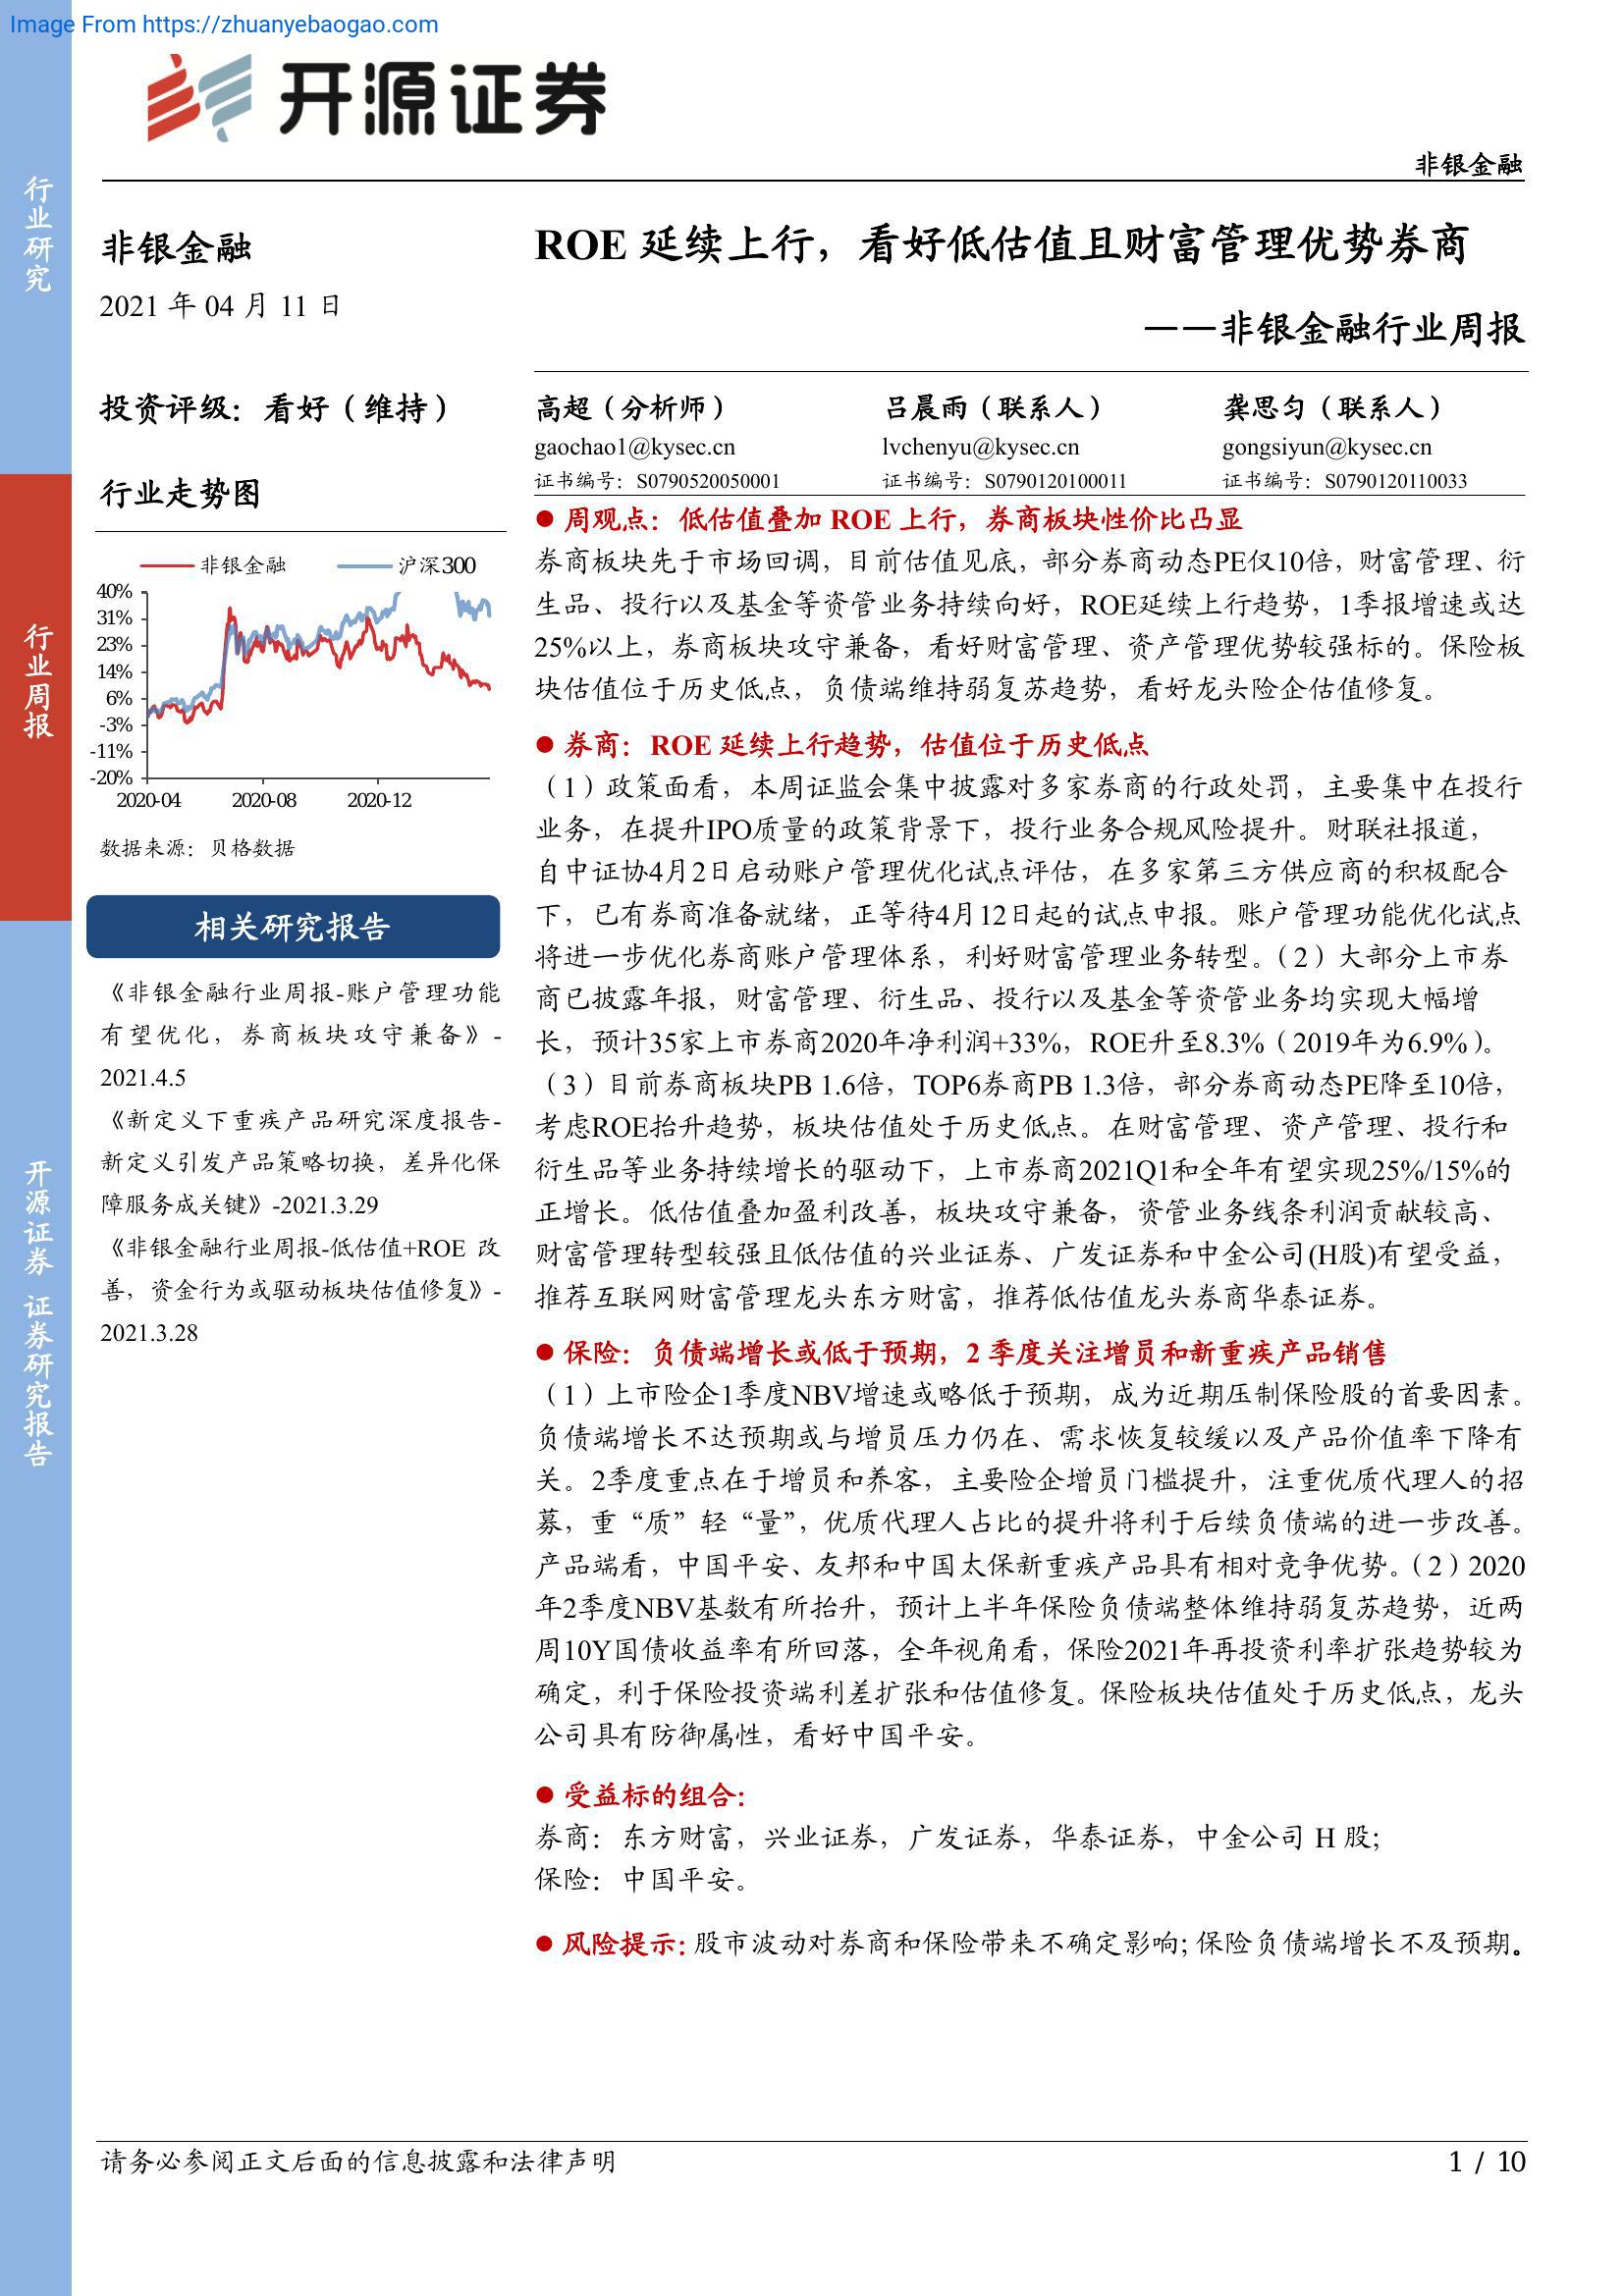 Image From https://zhuanyebaogao.com
开源证券
非银金融
行业研究
行业周报
开源证券 证券研究报告
非银金融
2021 年 04 月 11 日
投资评级：看好（维持）
行业走势图
非银金融 沪深300
40%
31%
23%
14%
6%
-3%
-11%
-20%
2020-04 2020-08 2020-12
数据来源：贝格数据
相关研究报告
《非银金融行业周报-账户管理功能
有望优化，券商板块攻守兼备》-
2021.4.5
《新定义下重疾产品研究深度报告-
新定义引发产品策略切换，差异化保
障服务成关键》-2021.3.29
《非银金融行业周报-低估值+ROE 改
善，资金行为或驱动板块估值修复》-
2021.3.28
ROE 延续上行，看好低估值且财富管理优势券商
——非银金融行业周报
高超（分析师） 吕晨雨（联系人） 龚思匀（联系人）
gaochao1@kysec.cn lvchenyu@kysec.cn gongsiyun@kysec.cn
证书编号：S0790520050001 证书编号：S0790120100011 证书编号：S0790120110033
● 周观点：低估值叠加 ROE 上行，券商板块性价比凸显
券商板块先于市场回调，目前估值见底，部分券商动态PE仅10倍，财富管理、衍
生品、投行以及基金等资管业务持续向好，ROE延续上行趋势，1季报增速或达
25%以上，券商板块攻守兼备，看好财富管理、资产管理优势较强标的。保险板
块估值位于历史低点，负债端维持弱复苏趋势，看好龙头险企估值修复。
● 券商：ROE 延续上行趋势，估值位于历史低点
（1）政策面看，本周证监会集中披露对多家券商的行政处罚，主要集中在投行
业务，在提升IPO质量的政策背景下，投行业务合规风险提升。财联社报道，
自中证协4月2日启动账户管理优化试点评估，在多家第三方供应商的积极配合
下，已有券商准备就绪，正等待4月12日起的试点申报。账户管理功能优化试点
将进一步优化券商账户管理体系，利好财富管理业务转型。（2）大部分上市券
商已披露年报，财富管理、衍生品、投行以及基金等资管业务均实现大幅增
长，预计35家上市券商2020年净利润+33%，ROE升至8.3%（2019年为6.9%）。
（3）目前券商板块PB 1.6倍，TOP6券商PB 1.3倍，部分券商动态PE降至10倍，
考虑ROE抬升趋势，板块估值处于历史低点。在财富管理、资产管理、投行和
衍生品等业务持续增长的驱动下，上市券商2021Q1和全年有望实现25%/15%的
正增长。低估值叠加盈利改善，板块攻守兼备，资管业务线条利润贡献较高、
财富管理转型较强且低估值的兴业证券、广发证券和中金公司(H股)有望受益，
推荐互联网财富管理龙头东方财富，推荐低估值龙头券商华泰证券。
● 保险：负债端增长或低于预期，2 季度关注增员和新重疾产品销售
（1）上市险企1季度NBV增速或略低于预期，成为近期压制保险股的首要因素。
负债端增长不达预期或与增员压力仍在、需求恢复较缓以及产品价值率下降有
关。2季度重点在于增员和养客，主要险企增员门槛提升，注重优质代理人的招
募，重“质”轻“量”，优质代理人占比的提升将利于后续负债端的进一步改善。
产品端看，中国平安、友邦和中国太保新重疾产品具有相对竞争优势。（2）2020
年2季度NBV基数有所抬升，预计上半年保险负债端整体维持弱复苏趋势，近两
周10Y国债收益率有所回落，全年视角看，保险2021年再投资利率扩张趋势较为
确定，利于保险投资端利差扩张和估值修复。保险板块估值处于历史低点，龙头
公司具有防御属性，看好中国平安。
● 受益标的组合：
券商：东方财富，兴业证券，广发证券，华泰证券，中金公司 H 股；
保险：中国平安。
● 风险提示：股市波动对券商和保险带来不确定影响；保险负债端增长不及预期。
请务必参阅正文后面的信息披露和法律声明
1 / 10